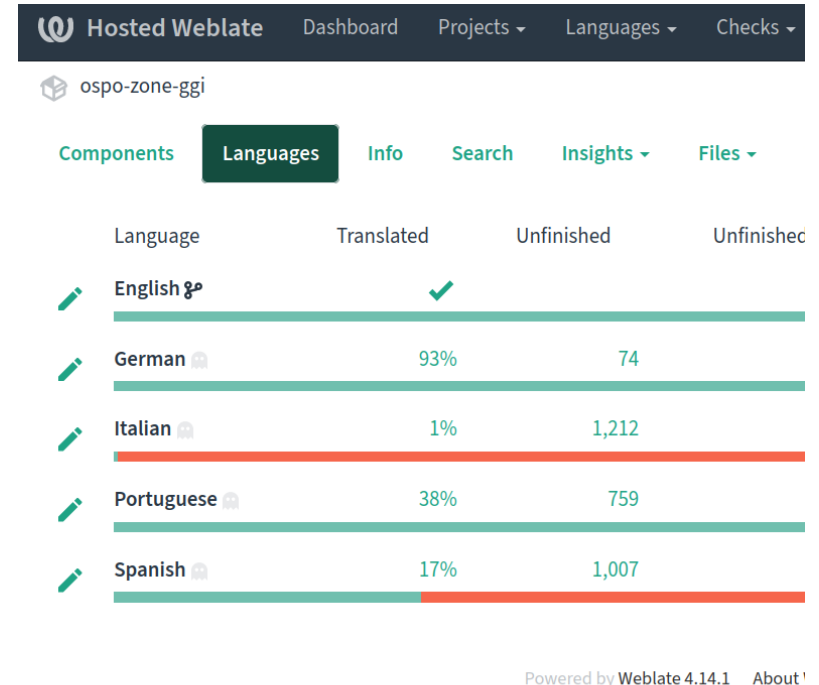 Hosted Weblate Dashboard Projects Languages Checks
ospo-zone-ggi
Components Languages Info Search Insights Files
Language Translated Unfinished Unfinished
English
German 93% 74
Italian 1% 1,212
Portuguese 38% 759
Spanish 17% 1,007
Powered by Weblate 4.14.1 About